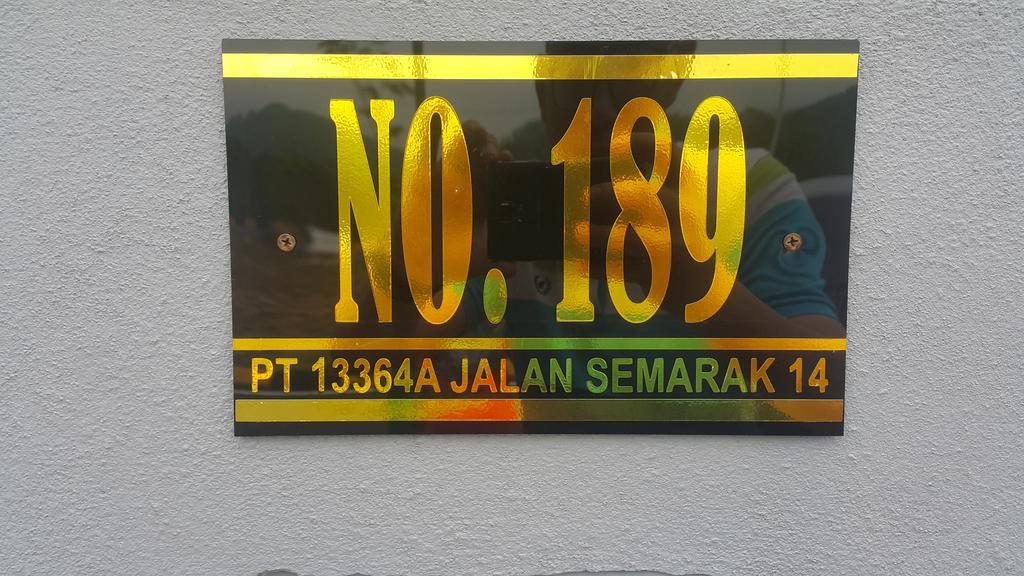 NO. 189
PT 13364A JALAN SEMARAK 14